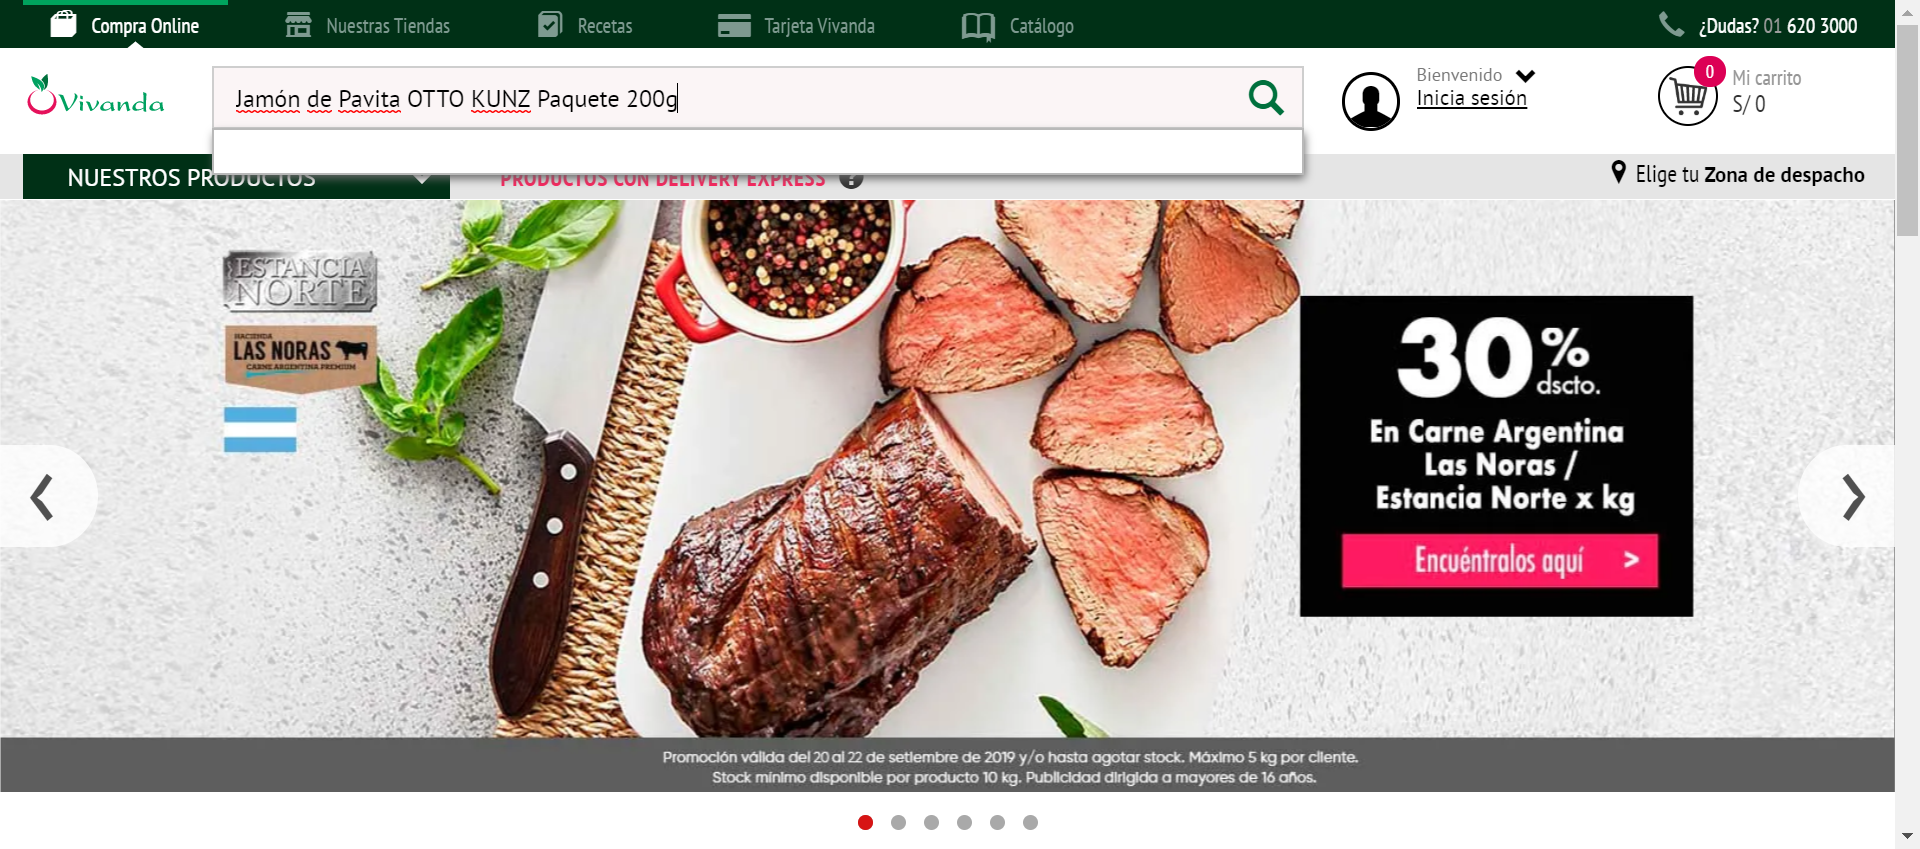 Compra Online
Nuestras Tiendas
Recetas
Tarjeta Vivanda
Catálogo
¿Dudas? 01 620 3000
Vivanda
Jamón de Pavita OTTO KUNZ Paquete 200g
Bienvenido
Inicia sesión
0
Mi carrito
S/ 0
NUESTROS PRODUCTOS
PRODUCTOS CON DELIVERY EXPRESS ?
Elige tu Zona de despacho
ESTANCIA
NORTE
HACIENDA
LAS NORAS
CARNE ARGENTINA PREMIUM
30%
dscto.
En Carne Argentina
Las Noras /
Estancia Norte x kg
Encuéntralos aquí >
Promoción válida del 20 al 22 de setiembre de 2019 y/o hasta agotar stock. Máximo 5 kg por cliente.
Stock mínimo disponible por producto 10 kg. Publicidad dirigida a mayores de 16 años.